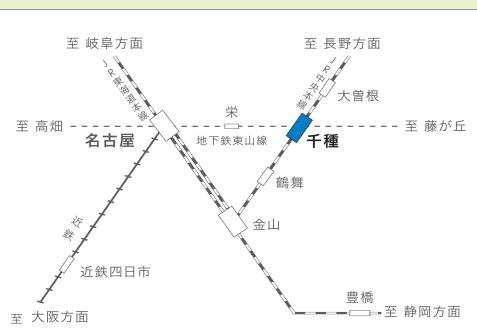 至 岐阜方面
至 長野方面
JR東海道本線
JR中央本線
大曽根
至 高畑
栄
至 藤が丘
名古屋
地下鉄東山線
千種
鶴舞
近鉄
金山
近鉄四日市
豊橋
至 大阪方面
至 静岡方面